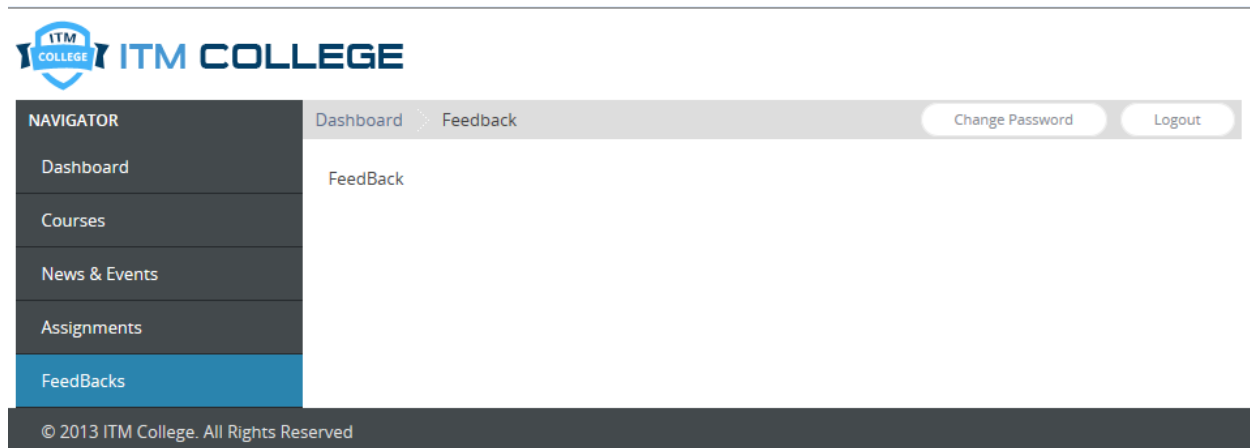 ITM
COLLEGE
ITM COLLEGE
NAVIGATOR
Dashboard Feedback
Change Password
Logout
Dashboard
FeedBack
Courses
News & Events
Assignments
FeedBacks
© 2013 ITM College. All Rights Reserved